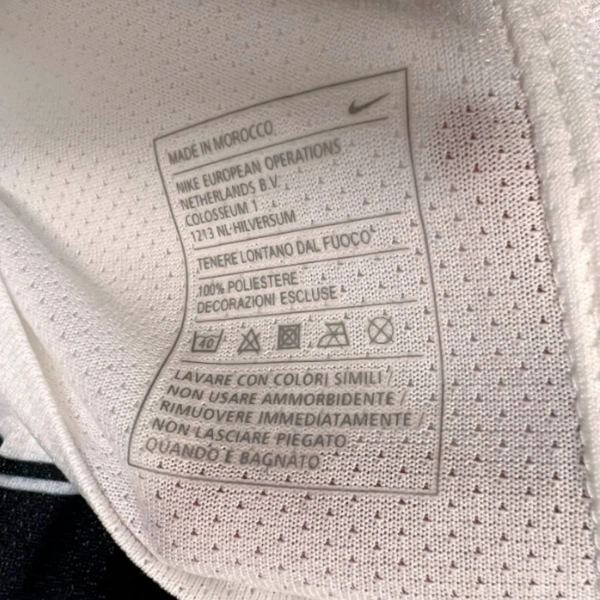 MADE IN MOROCCO
NIKE EUROPEAN OPERATIONS
NETHERLANDS B.V.
COLOSSEUM 1
1213 NL-HILVERSUM
TENERE LONTANO DAL FUOCO
100% POLIESTERE
DECORAZIONI ESCLUSE
40
LAVARE CON COLORI SIMILI /
NON USARE AMMORBIDENTE /
RIMUOVERE IMMEDIATAMENTE /
NON LASCIARE PIEGATO
QUANDO E' BAGNATO